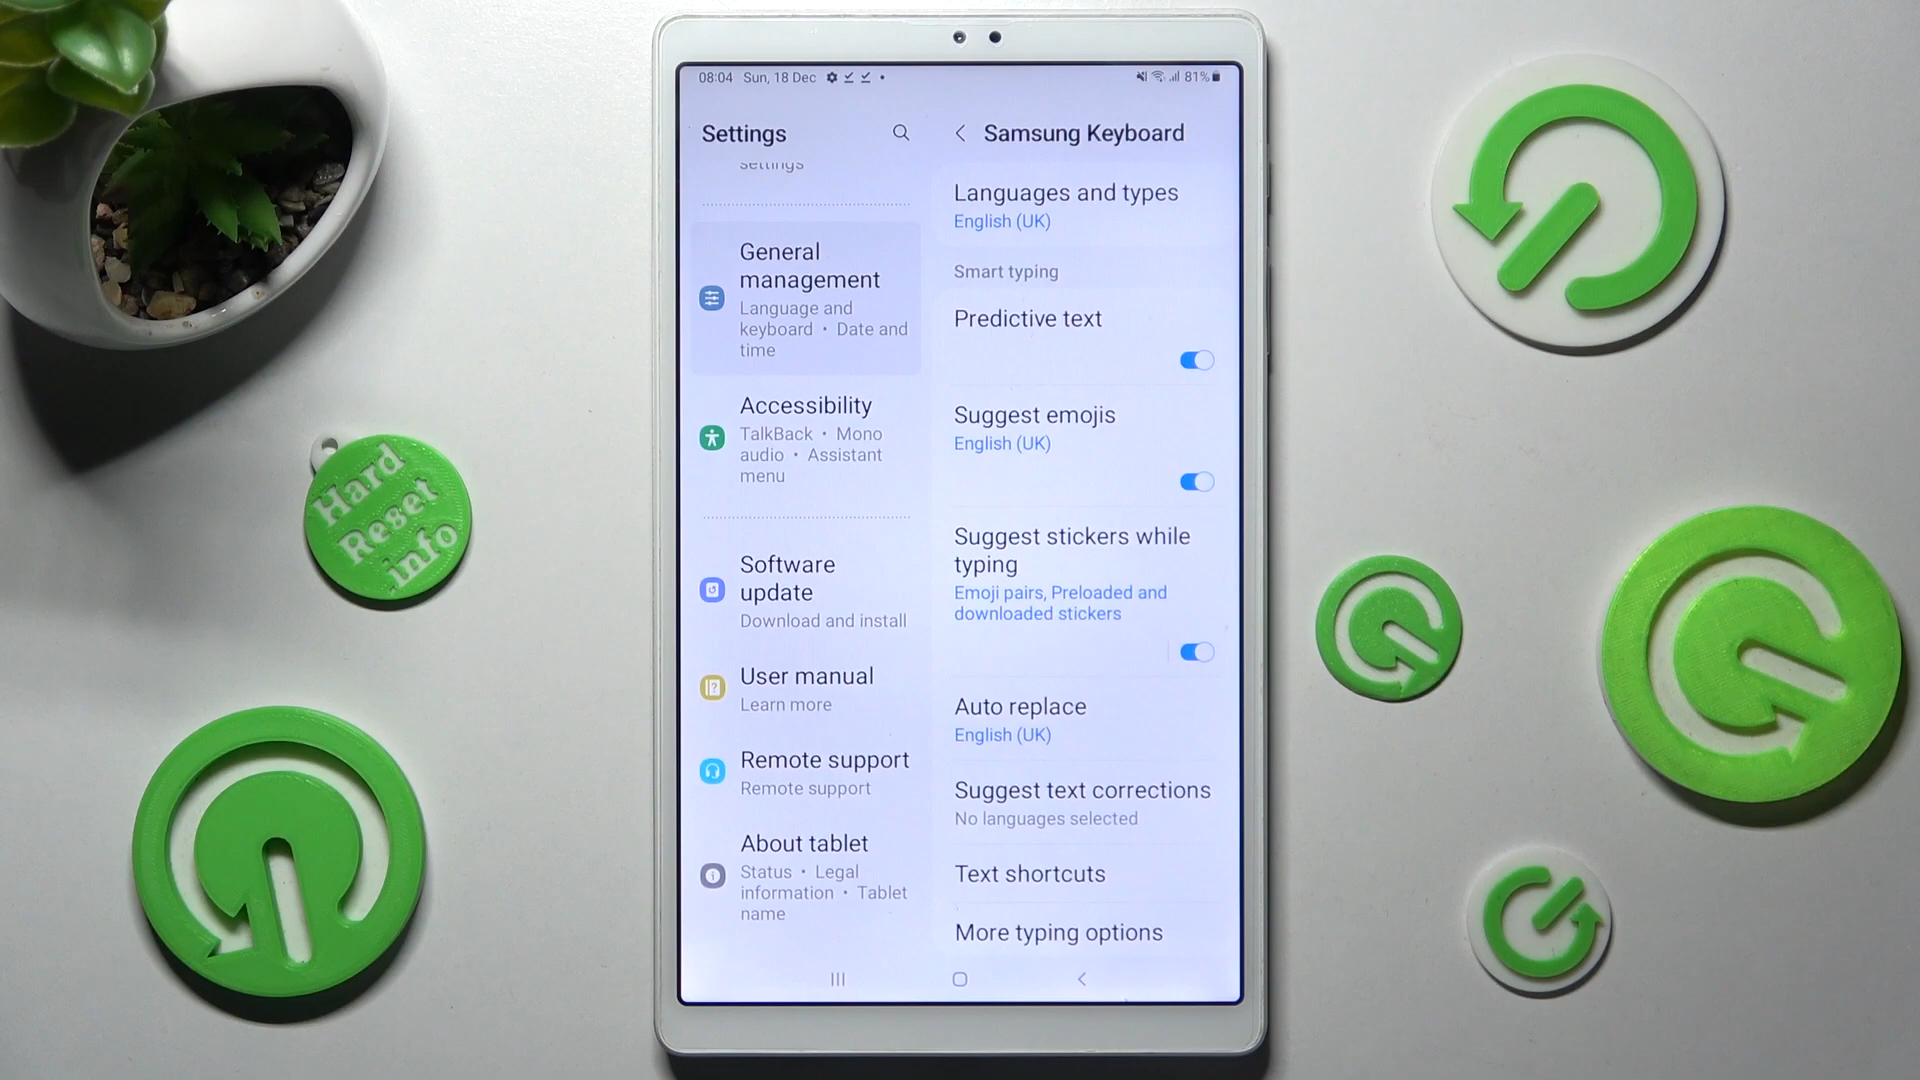 08:04 Sun, 18 Dec
81%
Settings
settings
General
management
Language and
keyboard • Date and
time
Accessibility
TalkBack • Mono
audio • Assistant
menu
Software
update
Download and install
User manual
Learn more
Remote support
Remote support
About tablet
Status • Legal
information • Tablet
name
Samsung Keyboard
Languages and types
English (UK)
Smart typing
Predictive text
Suggest emojis
English (UK)
Suggest stickers while
typing
Emoji pairs, Preloaded and
downloaded stickers
Auto replace
English (UK)
Suggest text corrections
No languages selected
Text shortcuts
More typing options
Hard
Reset
info